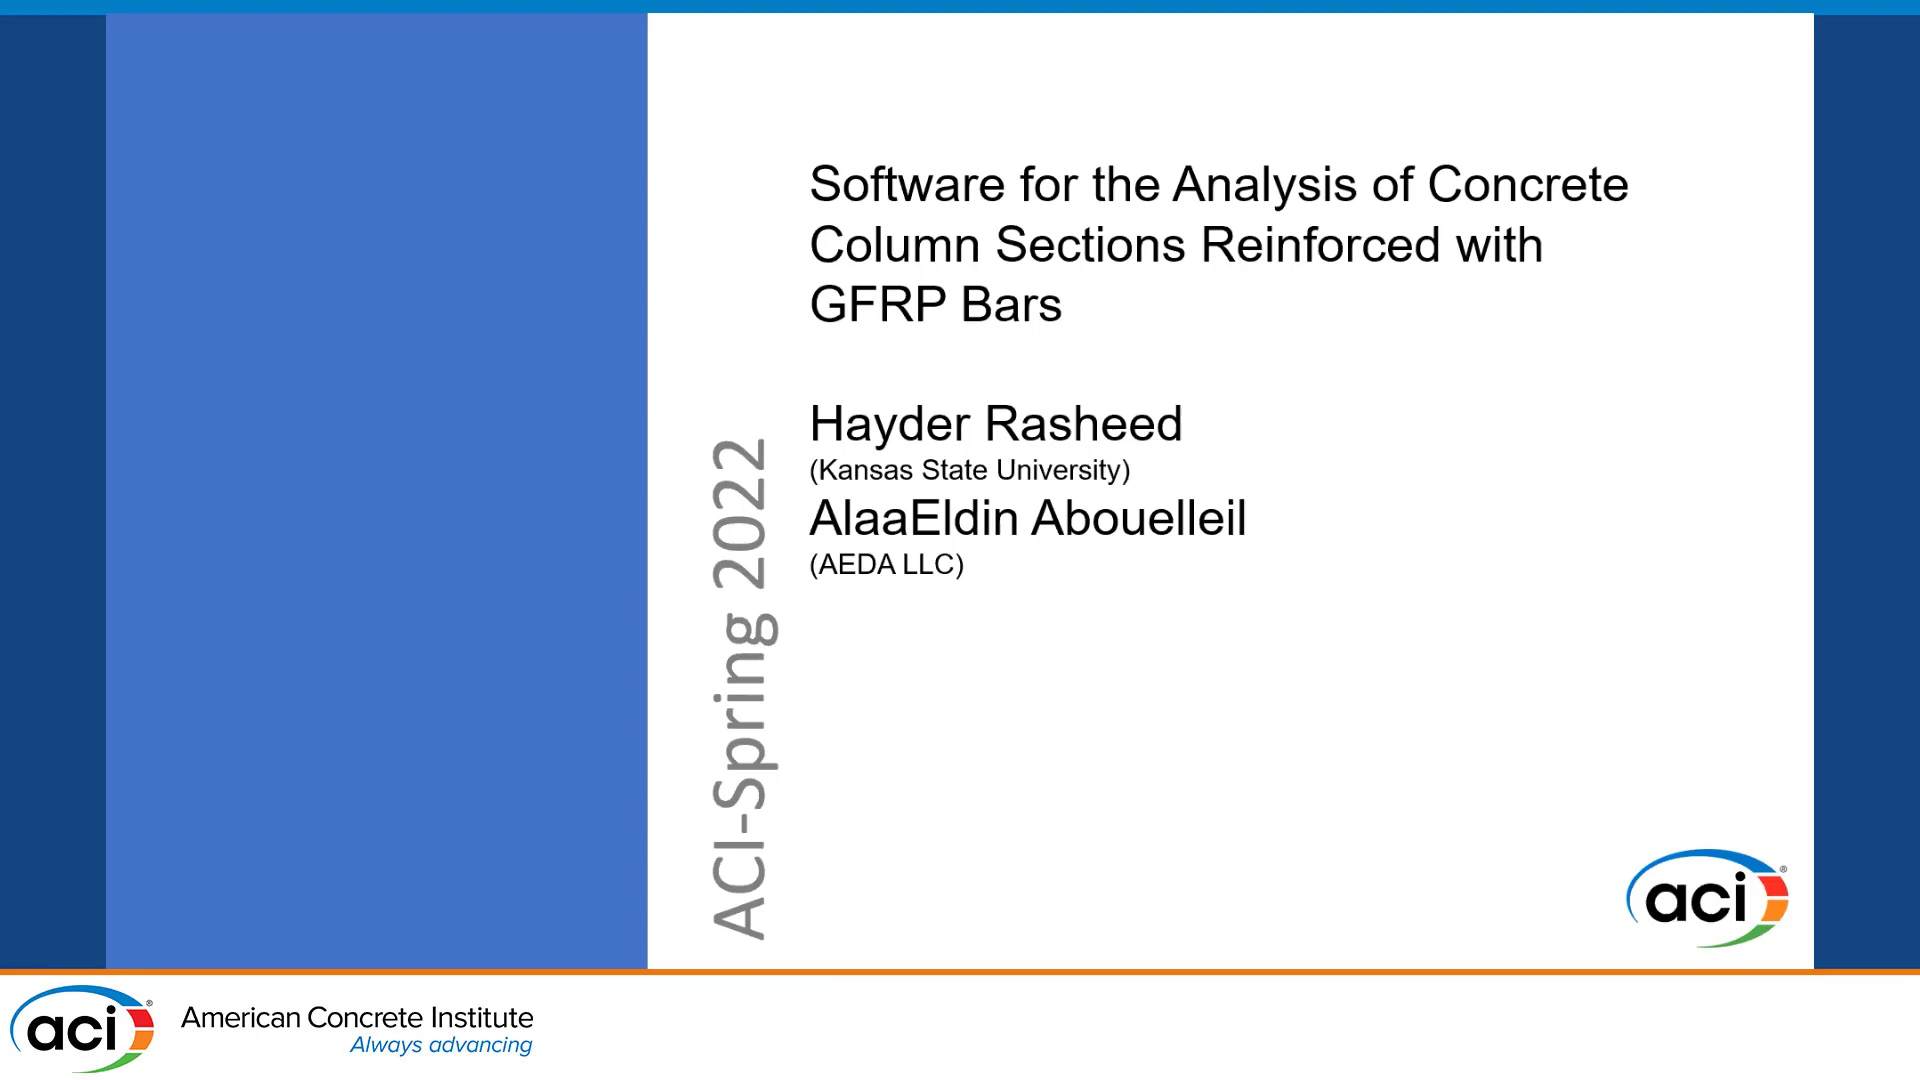 Software for the Analysis of Concrete
Column Sections Reinforced with
GFRP Bars
Hayder Rasheed
(Kansas State University)
AlaaEldin Abouelleil
(AEDA LLC)
ACI-Spring 2022
aci®
aci®
American Concrete Institute
Always advancing